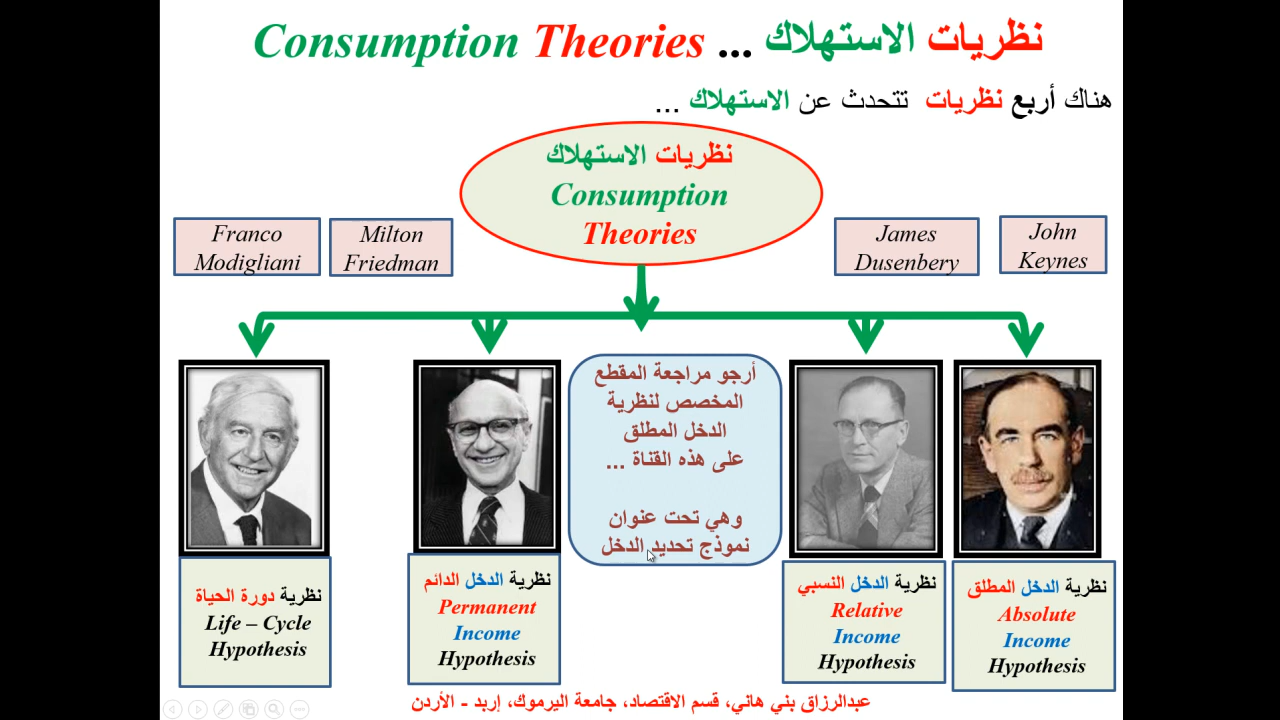 نظريات الاستهلاك ... Consumption Theories
هناك أربع نظريات تتحدث عن الاستهلاك ...
نظريات الاستهلاك
Consumption
Theories
John
Keynes
James
Dusenbery
Milton
Friedman
Franco
Modigliani
أرجو مراجعة المقطع
المخصص لنظرية
الدخل المطلق
على هذه القناة ...
وهي تحت عنوان
نموذج تحديد الدخل
نظرية الدخل المطلق
Absolute
Income
Hypothesis
نظرية الدخل النسبي
Relative
Income
Hypothesis
نظرية الدخل الدائم
Permanent
Income
Hypothesis
نظرية دورة الحياة
Life – Cycle
Hypothesis
عبدالرزاق بني هاني، قسم الاقتصاد، جامعة اليرموك، إربد - الأردن